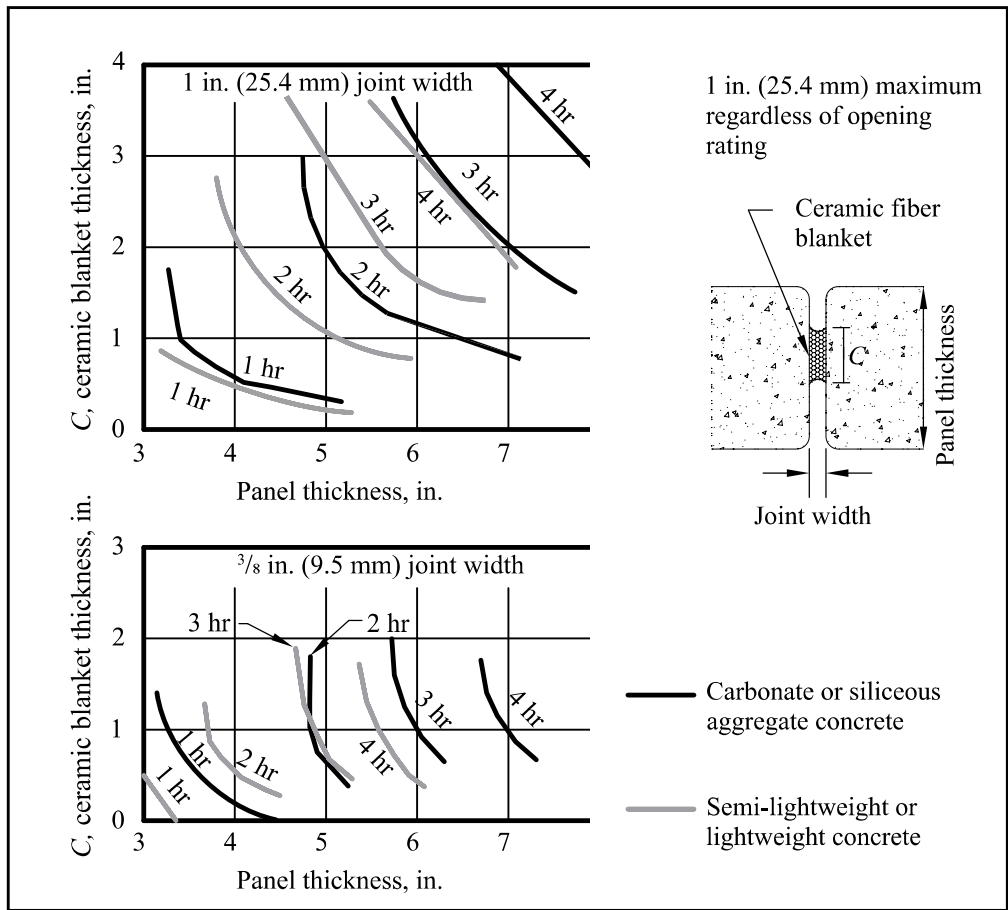 C, ceramic blanket thickness, in.
4
3
2
1
0
1 in. (25.4 mm) joint width
1 hr
1 hr
2 hr
2 hr
3 hr
4 hr
3 hr
4 hr
3
4
5
6
7
Panel thickness, in.
1 in. (25.4 mm) maximum
regardless of opening
rating
Ceramic fiber
blanket
C
Panel thickness
Joint width
C, ceramic blanket thickness, in.
3
2
1
0
3/8 in. (9.5 mm) joint width
3 hr
2 hr
1 hr
1 hr
2 hr
4 hr
3 hr
4 hr
3
4
5
6
7
Panel thickness, in.
Carbonate or siliceous
aggregate concrete
Semi-lightweight or
lightweight concrete